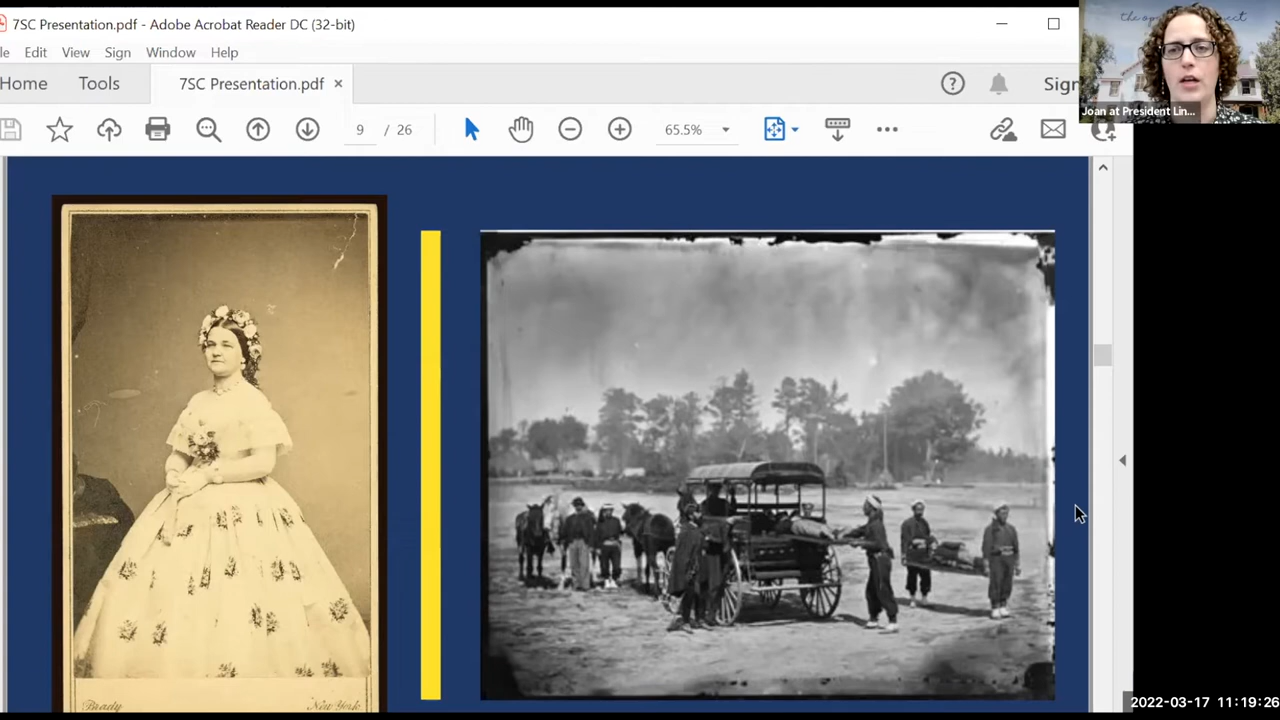 7SC Presentation.pdf - Adobe Acrobat Reader DC (32-bit)
le Edit View Sign Window Help
Home Tools 7SC Presentation.pdf × Sign
9 / 26 65.5%
Joan at President Lin...
Brady New York
2022-03-17 11:19:26